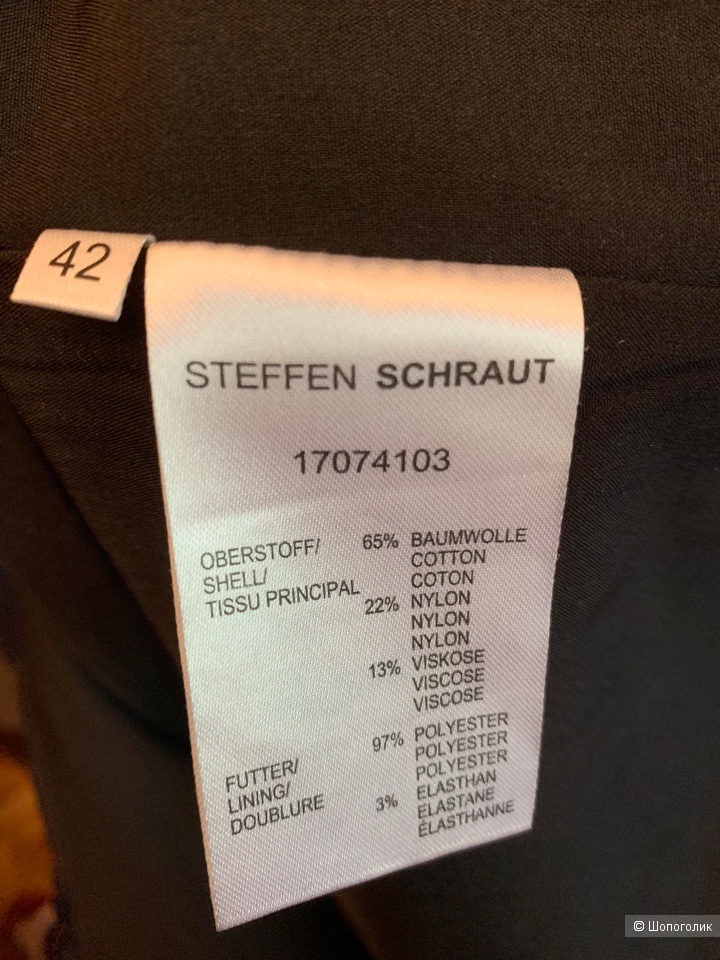 42
STEFFEN SCHRAUT
17074103
OBERSTOFF/
SHELL/
TISSU PRINCIPAL
65% BAUMWOLLE
COTTON
COTON
22% NYLON
NYLON
NYLON
13% VISKOSE
VISCOSE
VISCOSE
FUTTER/
LINING/
DOUBLURE
97% POLYESTER
POLYESTER
POLYESTER
3% ELASTHAN
ELASTANE
ÉLASTHANNE
© Шопоголик